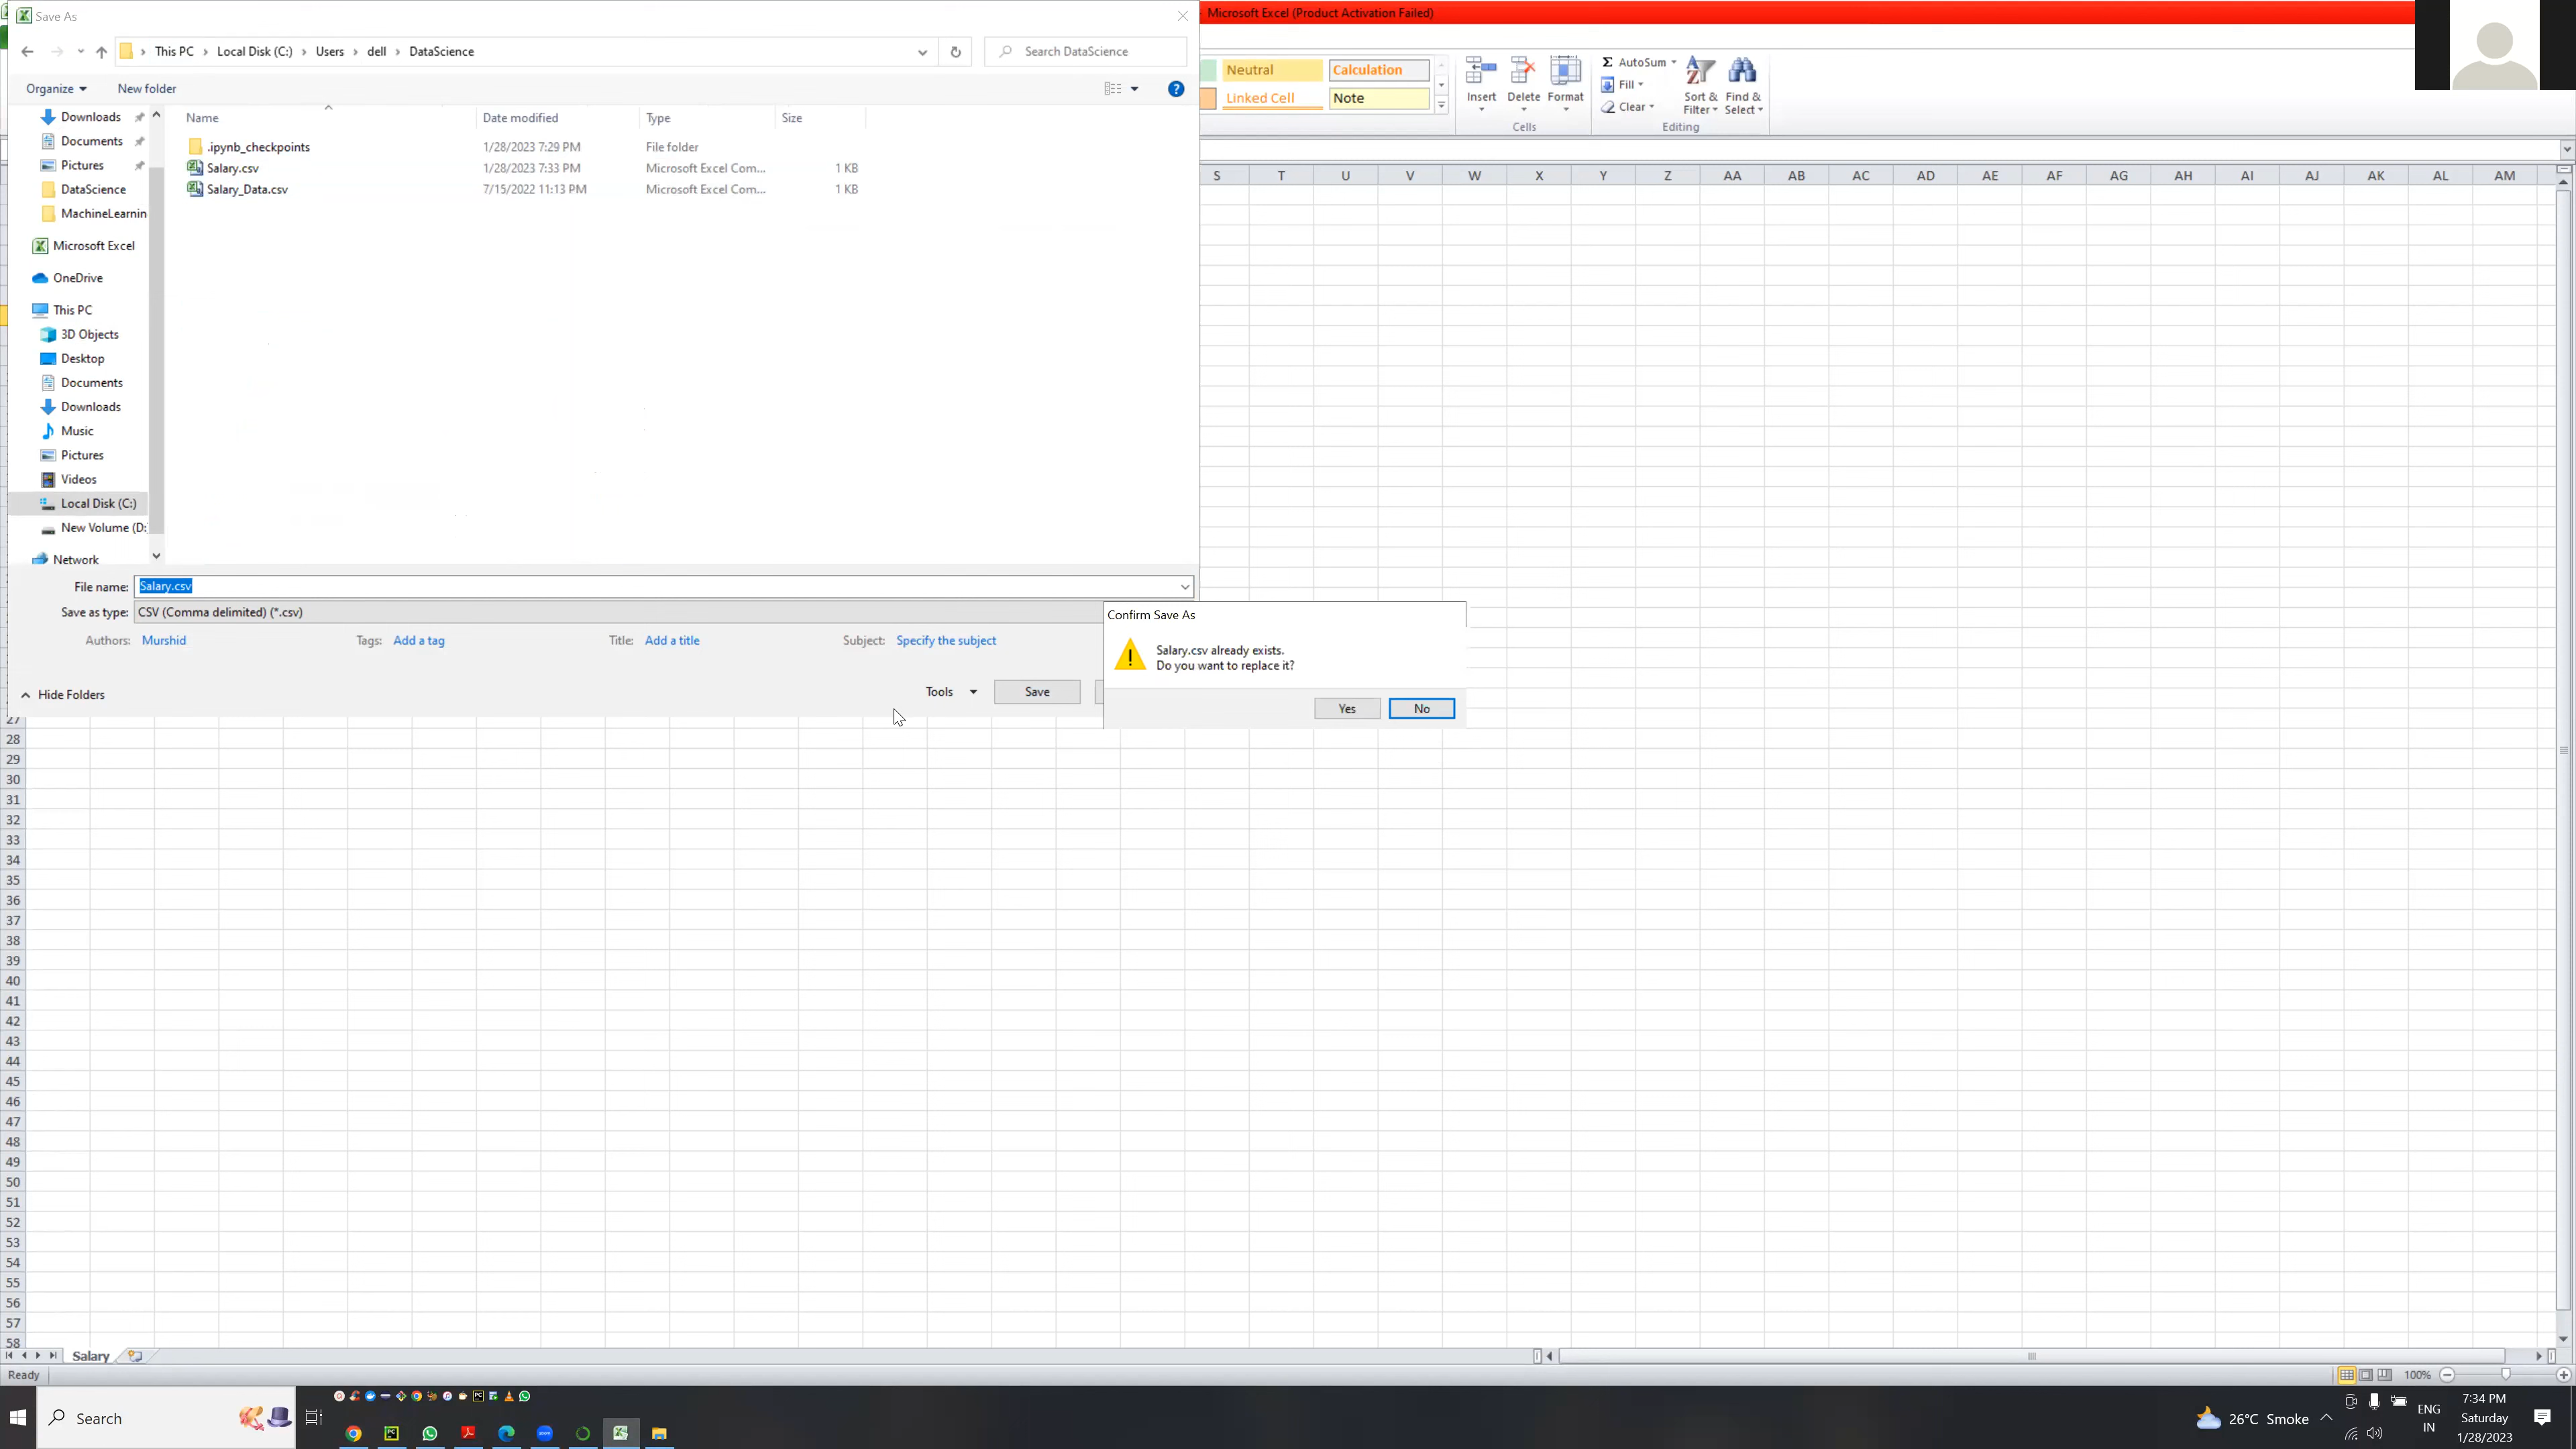 Save As
Microsoft Excel (Product Activation Failed)
This PC
Local Disk (C:)
Users
dell
DataScience
Search DataScience
Organize
New folder
Downloads
Documents
Pictures
DataScience
MachineLearnin
Microsoft Excel
OneDrive
This PC
3D Objects
Desktop
Documents
Downloads
Music
Pictures
Videos
Local Disk (C:)
New Volume (D:
Network
Name Date modified Type Size
.ipynb_checkpoints 1/28/2023 7:29 PM File folder
Salary.csv 1/28/2023 7:33 PM Microsoft Excel Com... 1 KB
Salary_Data.csv 7/15/2022 11:13 PM Microsoft Excel Com... 1 KB
File name: Salary.csv
Save as type: CSV (Comma delimited) (*.csv)
Authors: Murshid Tags: Add a tag Title: Add a title Subject: Specify the subject
Hide Folders
Tools
Save
Confirm Save As
Salary.csv already exists.
Do you want to replace it?
Yes No
Neutral Calculation
Linked Cell Note
Insert Delete Format
Cells
AutoSum
Fill
Clear
Sort & Filter
Find & Select
Editing
S T U V W X Y Z AA AB AC AD AE AF AG AH AI AJ AK AL AM
27
28
29
30
31
32
33
34
35
36
37
38
39
40
41
42
43
44
45
46
47
48
49
50
51
52
53
54
55
56
57
58
Salary
Ready
100%
Search
26°C Smoke
ENG
IN
7:34 PM
Saturday
1/28/2023